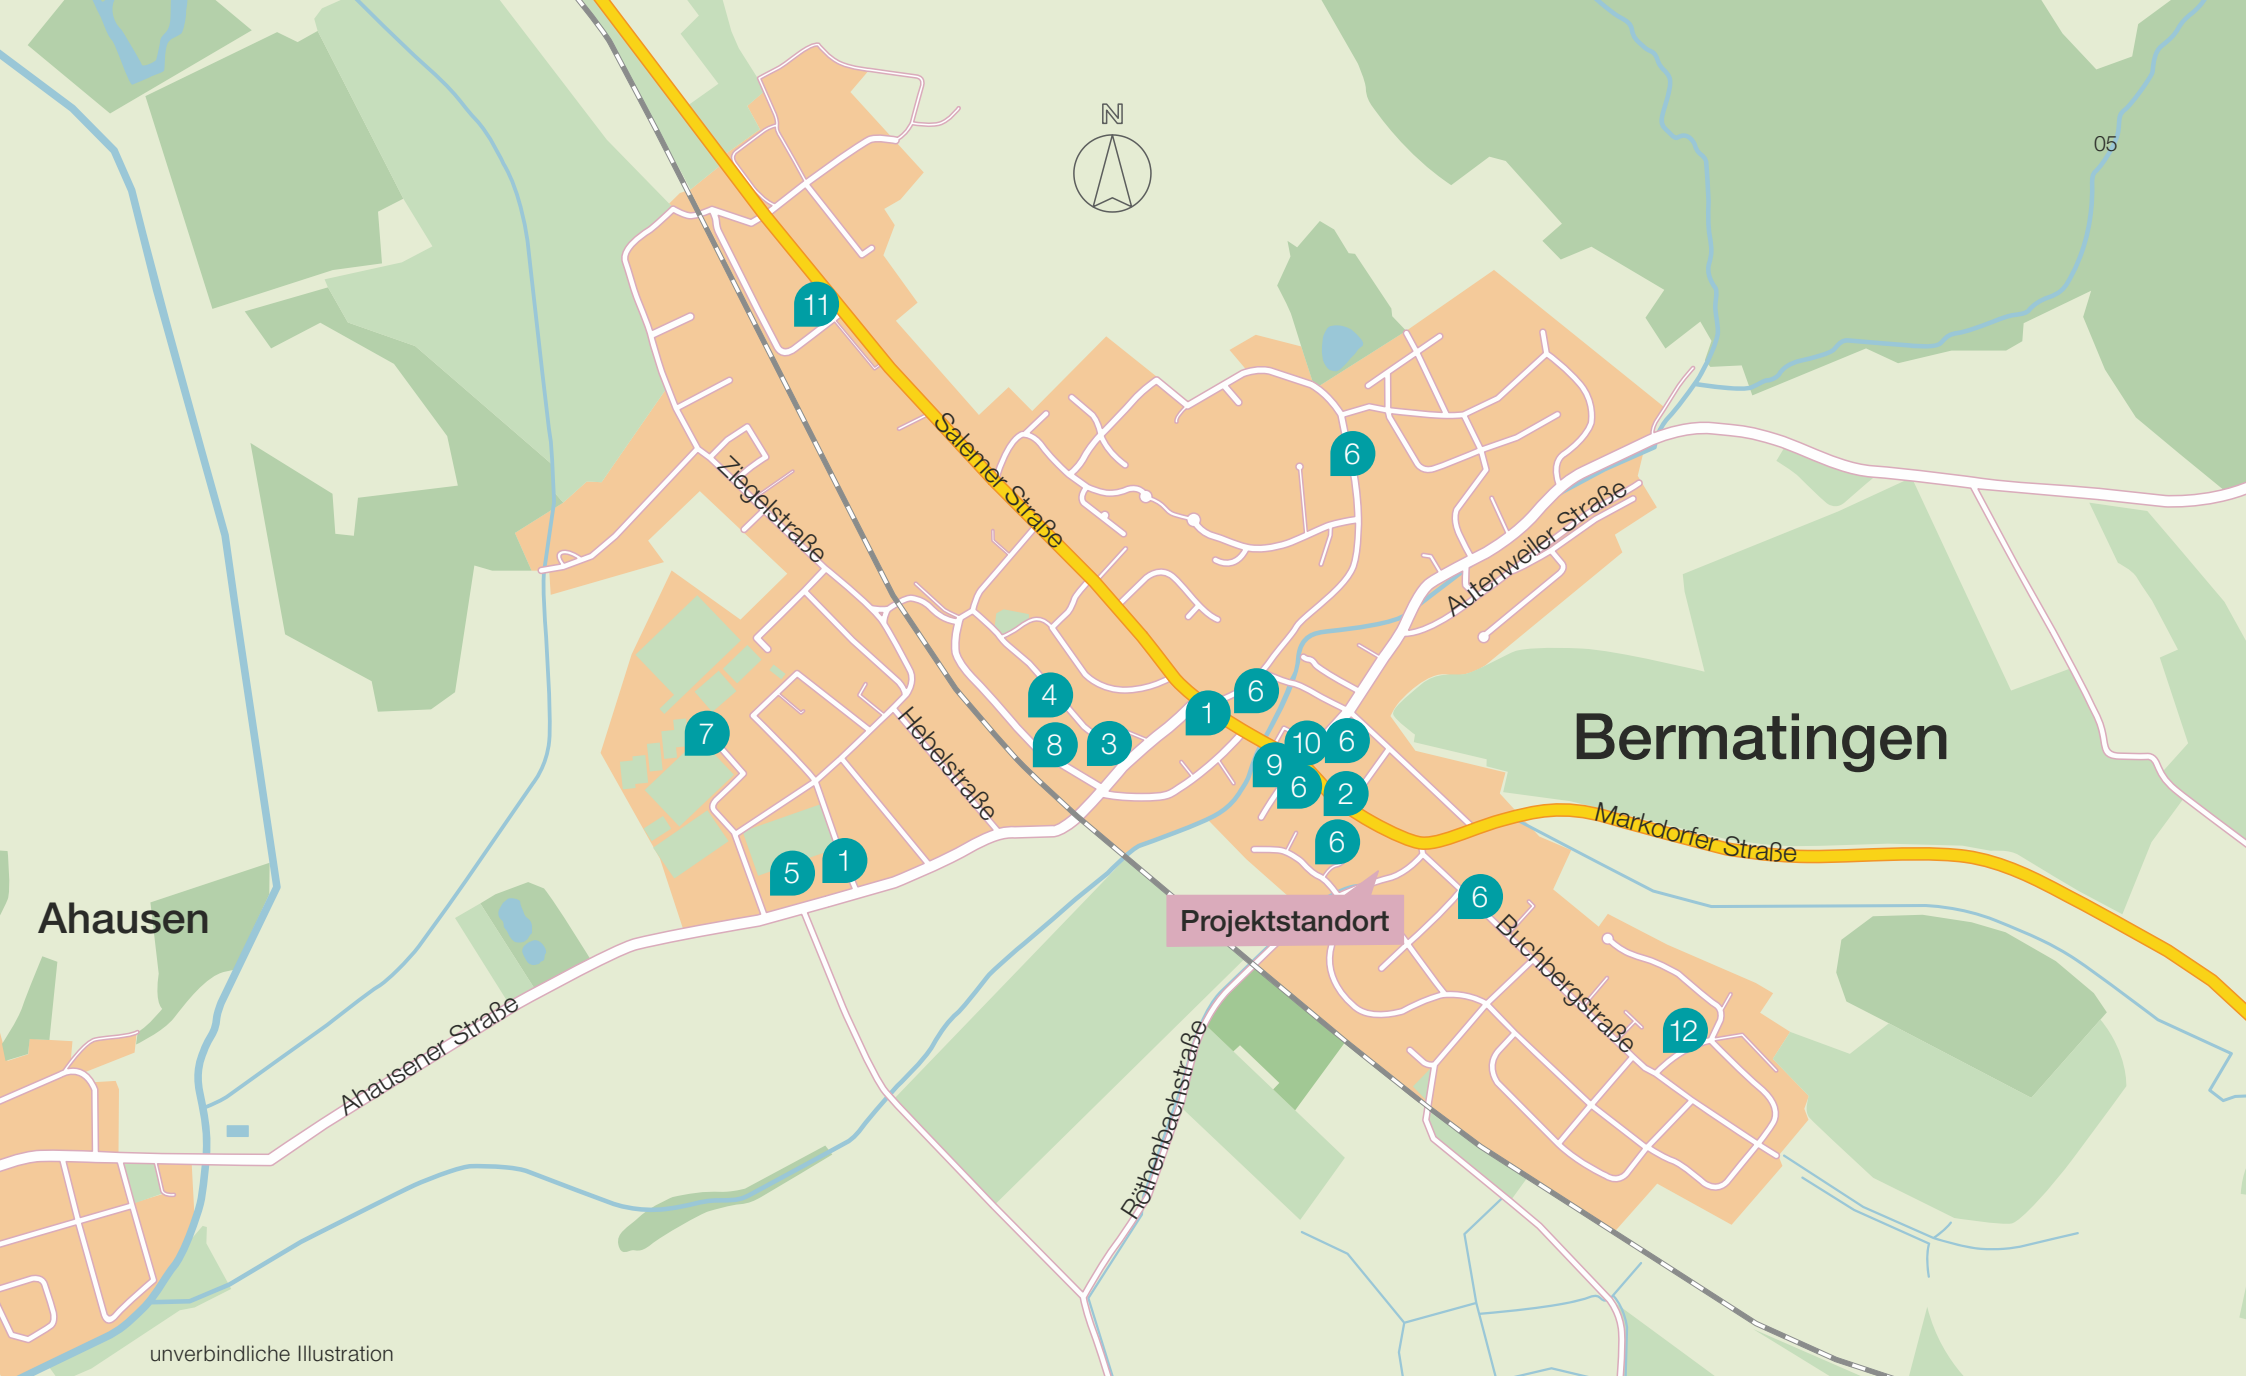 N
05
11
Salemer Straße
6
Ziegelstraße
Autenweiler Straße
4
6
1
7
8
3
10
6
Bermatingen
9
6
2
Hebelstraße
Markdorfer Straße
6
5
1
6
Ahausen
Projektstandort
Buchbergstraße
12
Ahausener Straße
Röthenbachstraße
unverbindliche Illustration